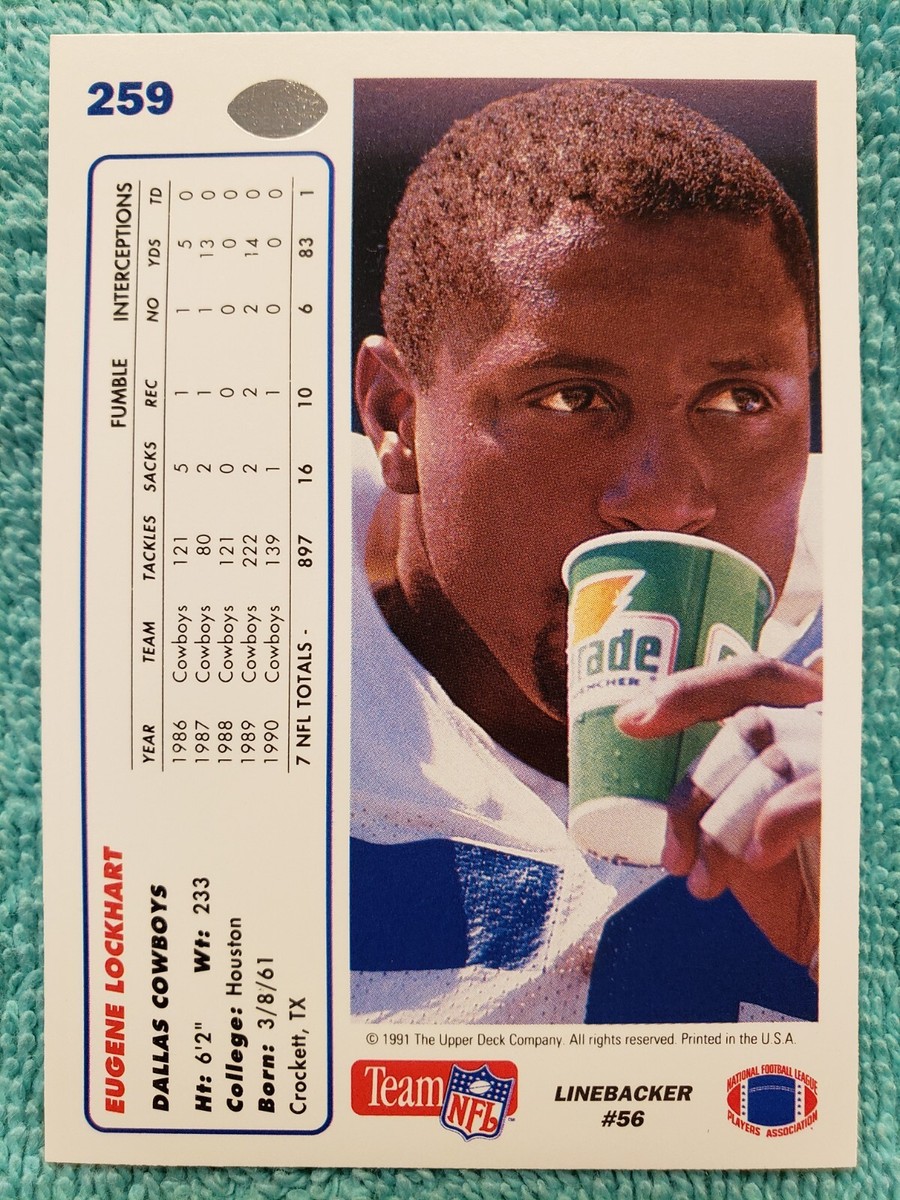 259
EUGENE LOCKHART
DALLAS COWBOYS
Ht: 6'2" Wt: 233
College: Houston
Born: 3/8/61
Crockett, TX
FUMBLE INTERCEPTIONS
YEAR TEAM TACKLES SACKS REC NO YDS TD
1986 Cowboys 121 5 1 1 5 0
1987 Cowboys 80 2 1 1 13 0
1988 Cowboys 121 0 0 0 0 0
1989 Cowboys 222 2 2 2 14 0
1990 Cowboys 139 1 1 0 0 0
7 NFL TOTALS - 897 16 10 6 83 1
rade
ENCHER ®
© 1991 The Upper Deck Company. All rights reserved. Printed in the U.S.A.
Team NFL ™
LINEBACKER
#56
NATIONAL FOOTBALL LEAGUE
PLAYERS ASSOCIATION